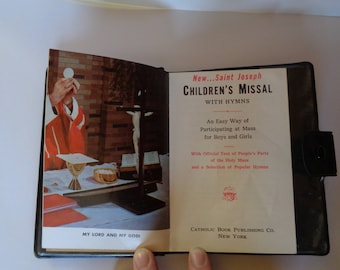 MY LORD AND MY GOD
New...Saint Joseph
CHILDREN'S MISSAL
WITH HYMNS
An Easy Way of
Participating at Mass
for Boys and Girls
With Official Text of People's Parts
of the Holy Mass
and a Selection of Popular Hymns
CATHOLIC BOOK PUBLISHING CO.
NEW YORK